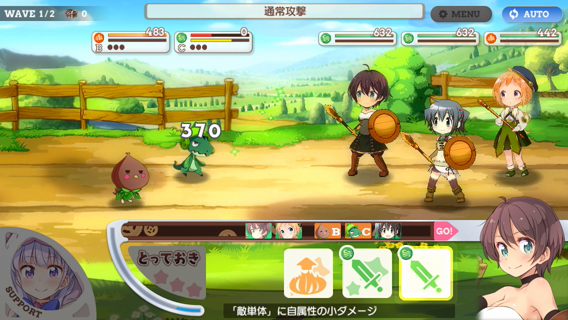 通常攻撃
WAVE 1/2 0
MENU
AUTO
483
B
0
C
632
632
442
370
B
C
GO!
SUPPORT
とっておき
「敵単体」に自属性の小ダメージ